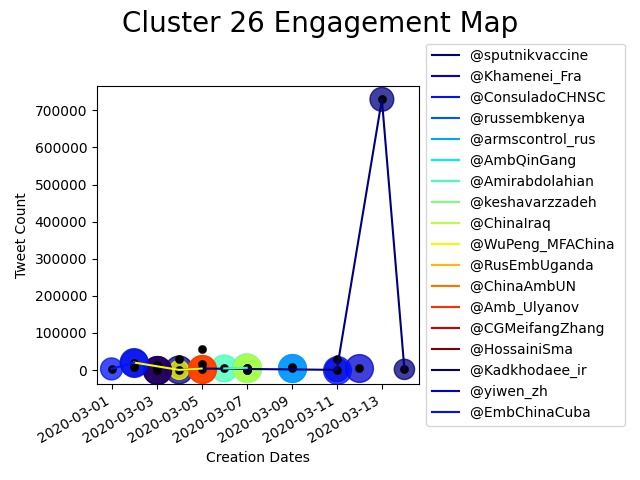 Cluster 26 Engagement Map
@sputnikvaccine
@Khamenei_Fra
@ConsuladoCHNSC
@russembkenya
@armscontrol_rus
@AmbQinGang
@Amirabdolahian
@keshavarzzadeh
@ChinaIraq
@WuPeng_MFAChina
@RusEmbUganda
@ChinaAmbUN
@Amb_Ulyanov
@CGMeifangZhang
@HossainiSma
@Kadkhodaee_ir
@yiwen_zh
@EmbChinaCuba
Tweet Count
700000
600000
500000
400000
300000
200000
100000
0
2020-03-01
2020-03-03
2020-03-05
2020-03-07
2020-03-09
2020-03-11
2020-03-13
Creation Dates